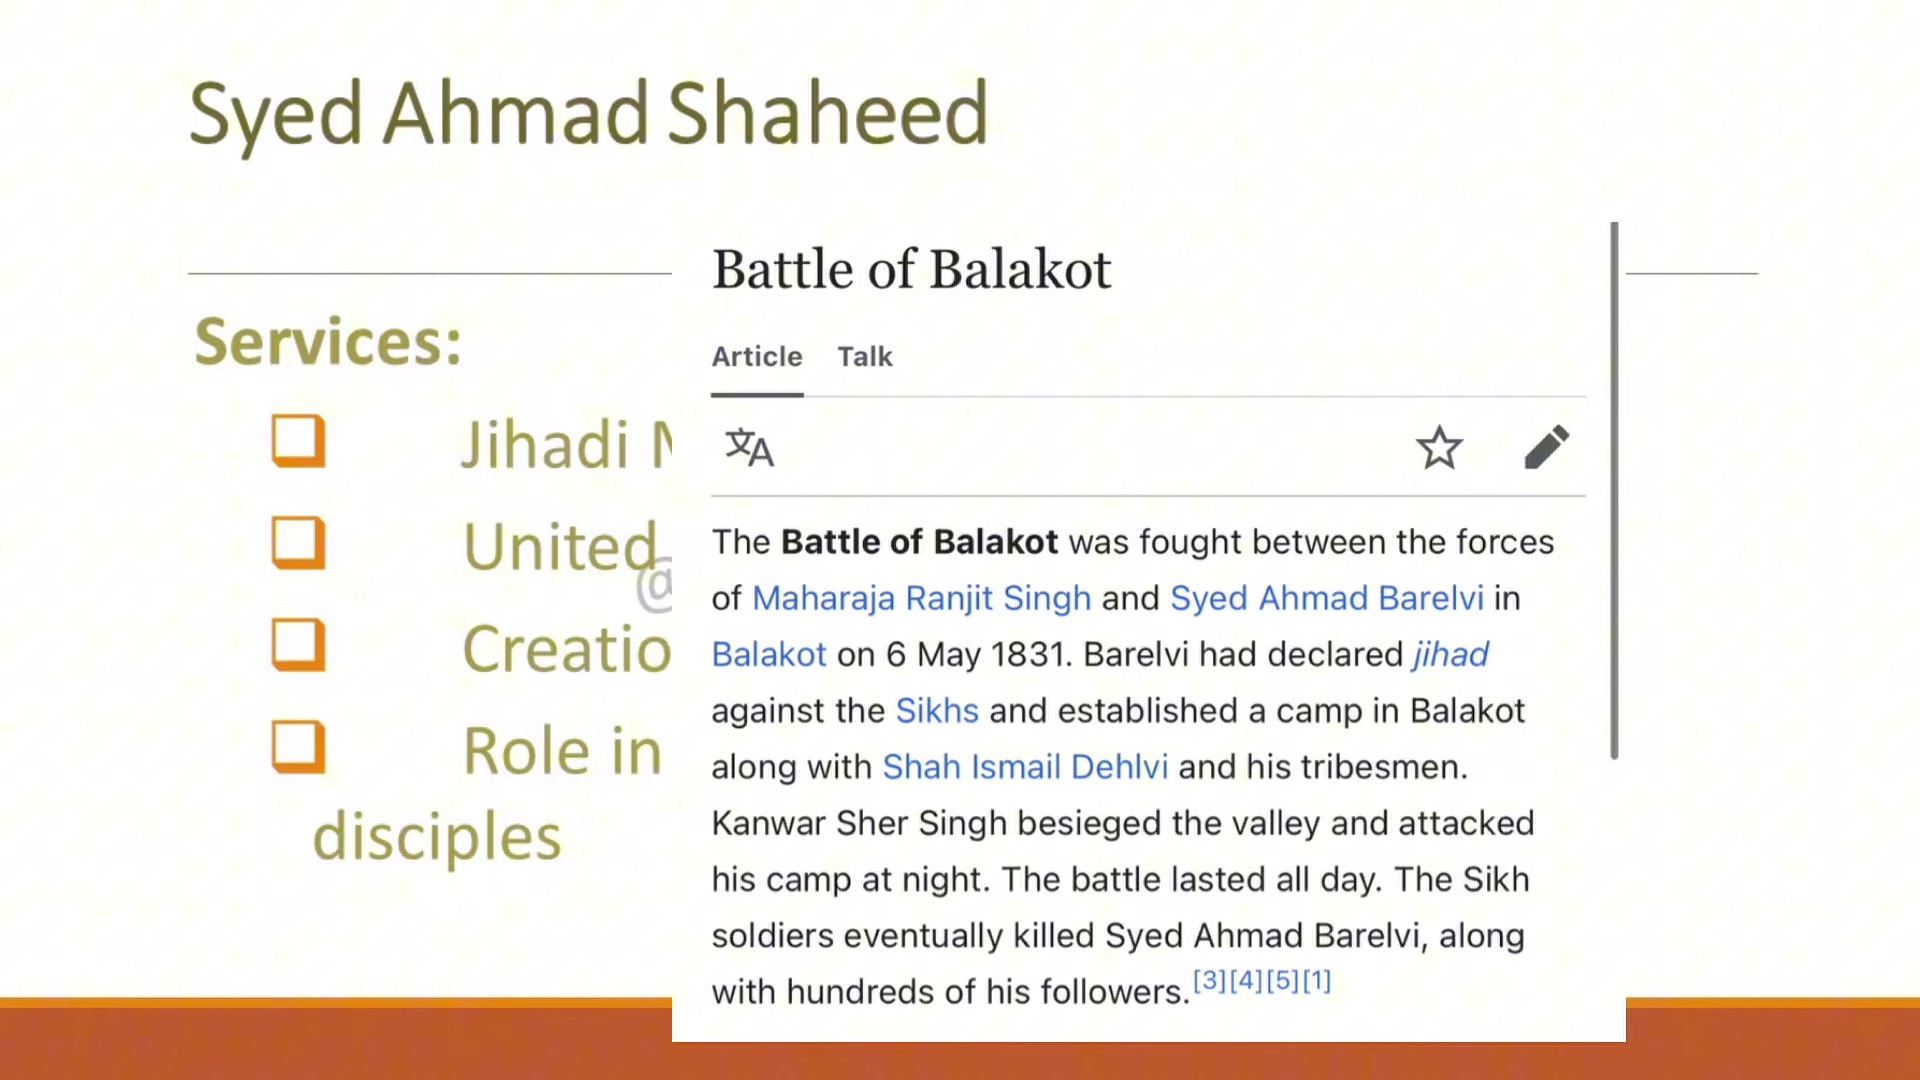 Syed Ahmad Shaheed
Services:
Jihadi
United
Creatio
Role in
disciples
@
Battle of Balakot
Article Talk
The Battle of Balakot was fought between the forces
of Maharaja Ranjit Singh and Syed Ahmad Barelvi in
Balakot on 6 May 1831. Barelvi had declared jihad
against the Sikhs and established a camp in Balakot
along with Shah Ismail Dehlvi and his tribesmen.
Kanwar Sher Singh besieged the valley and attacked
his camp at night. The battle lasted all day. The Sikh
soldiers eventually killed Syed Ahmad Barelvi, along
with hundreds of his followers.[3][4][5][1]